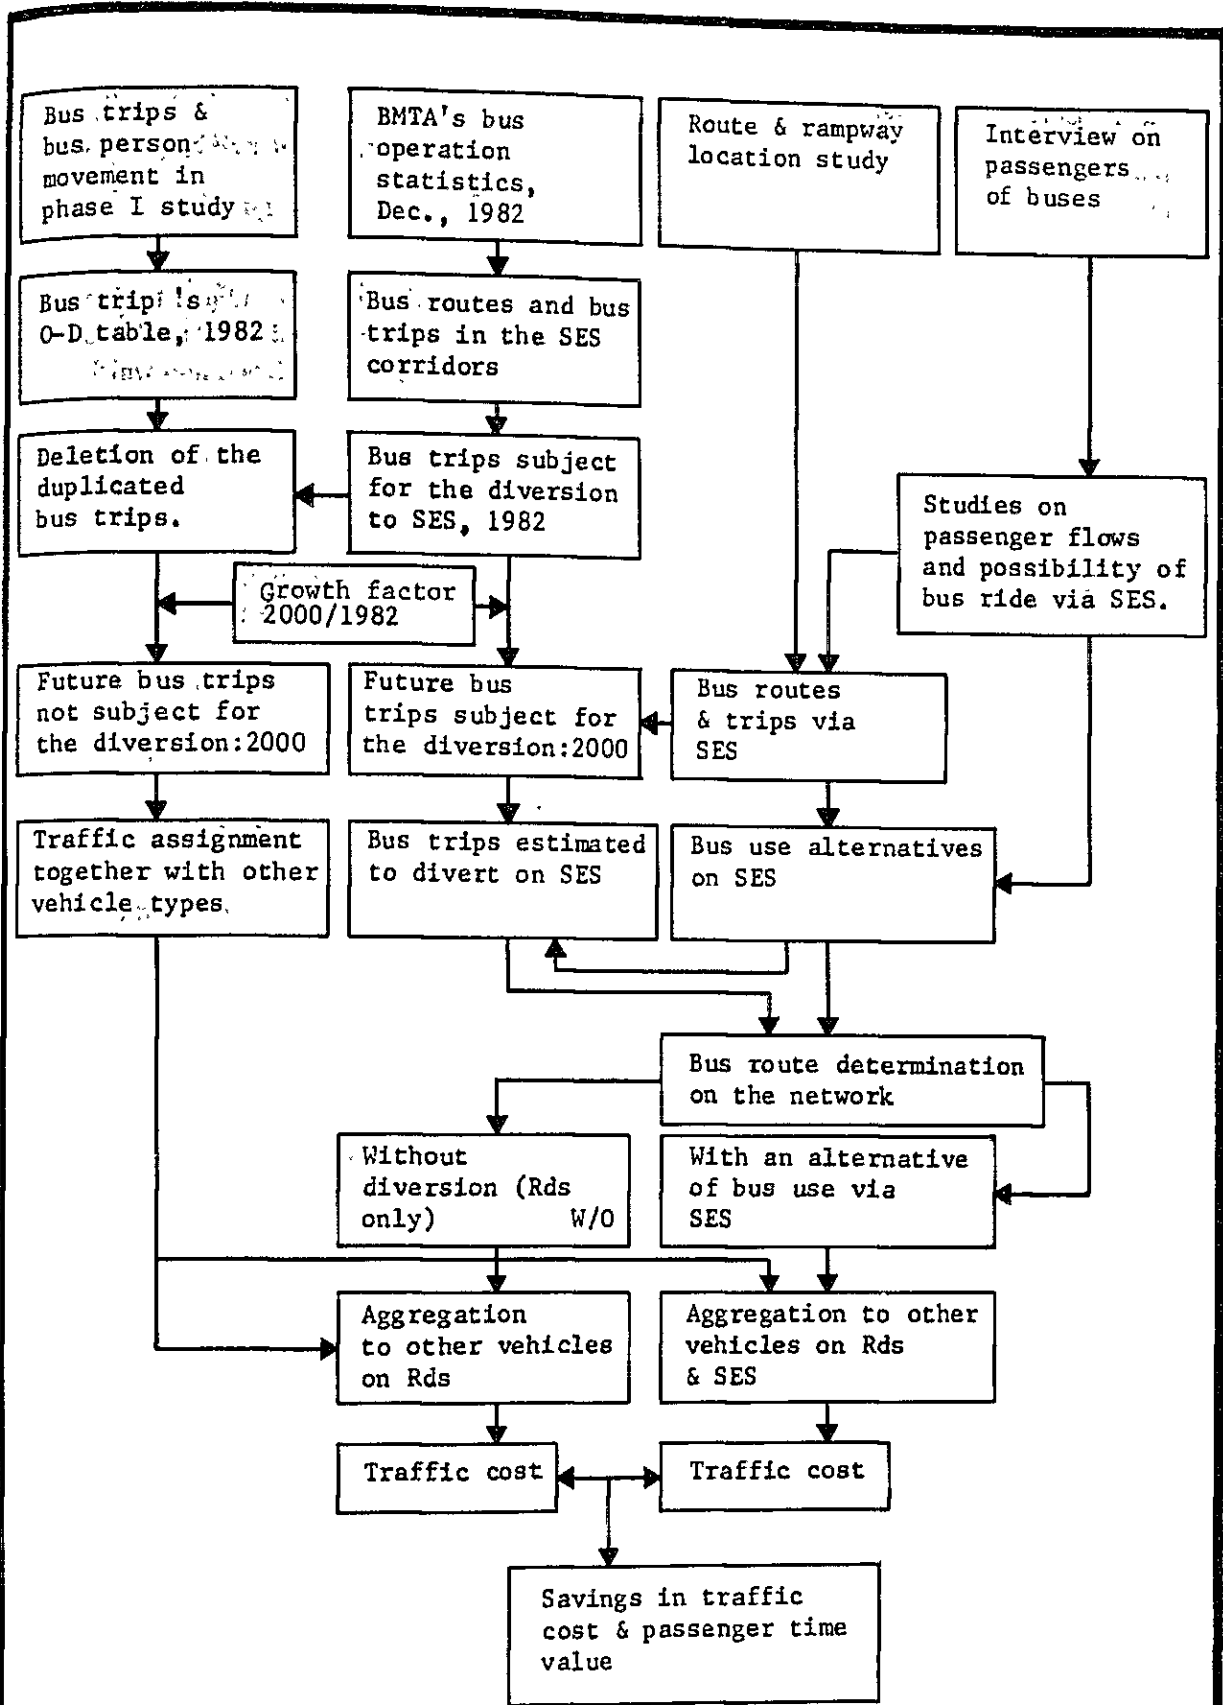 Bus trips &
bus person
movement in
phase I study
BMTA's bus
operation
statistics,
Dec., 1982
Route & rampway
location study
Interview on
passengers
of buses
Bus trip's
O-D table, 1982
Bus routes and bus
trips in the SES
corridors
Deletion of the
duplicated
bus trips.
Bus trips subject
for the diversion
to SES, 1982
Studies on
passenger flows
and possibility of
bus ride via SES.
Growth factor
2000/1982
Future bus trips
not subject for
the diversion:2000
Future bus
trips subject for
the diversion:2000
Bus routes
& trips via
SES
Traffic assignment
together with other
vehicle types.
Bus trips estimated
to divert on SES
Bus use alternatives
on SES
Bus route determination
on the network
Without
diversion (Rds
only) W/O
With an alternative
of bus use via
SES
Aggregation
to other vehicles
on Rds
Aggregation to other
vehicles on Rds
& SES
Traffic cost
Traffic cost
Savings in traffic
cost & passenger time
value